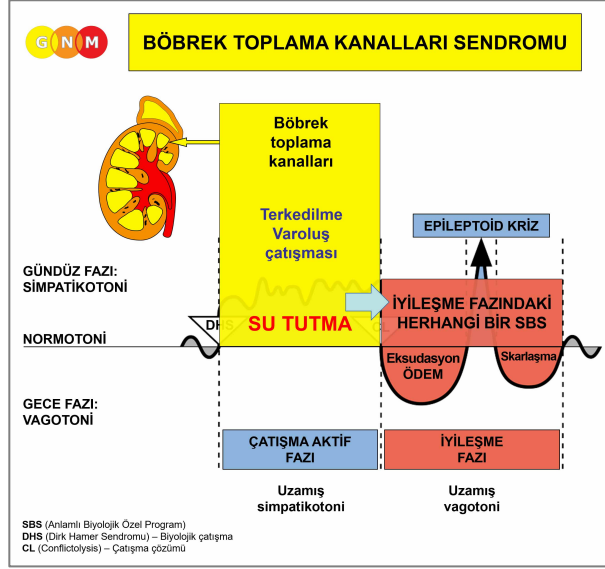 GNM
BÖBREK TOPLAMA KANALLARI SENDROMU
Böbrek
toplama
kanalları
Terkedilme
Varoluş
çatışması
EPİLEPTOİD KRİZ
GÜNDÜZ FAZI:
SİMPATİKOTONİ
DHS
SU TUTMA
CL
İYİLEŞME FAZINDAKİ
HERHANGİ BİR SBS
NORMOTONİ
Eksudasyon
ÖDEM
Skarlaşma
GECE FAZI:
VAGOTONİ
ÇATIŞMA AKTİF
FAZI
İYİLEŞME
FAZI
Uzamış
simpatikotoni
Uzamış
vagotoni
SBS (Anlamlı Biyolojik Özel Program)
DHS (Dirk Hamer Sendromu) – Biyolojik çatışma
CL (Conflictolysis) – Çatışma çözümü